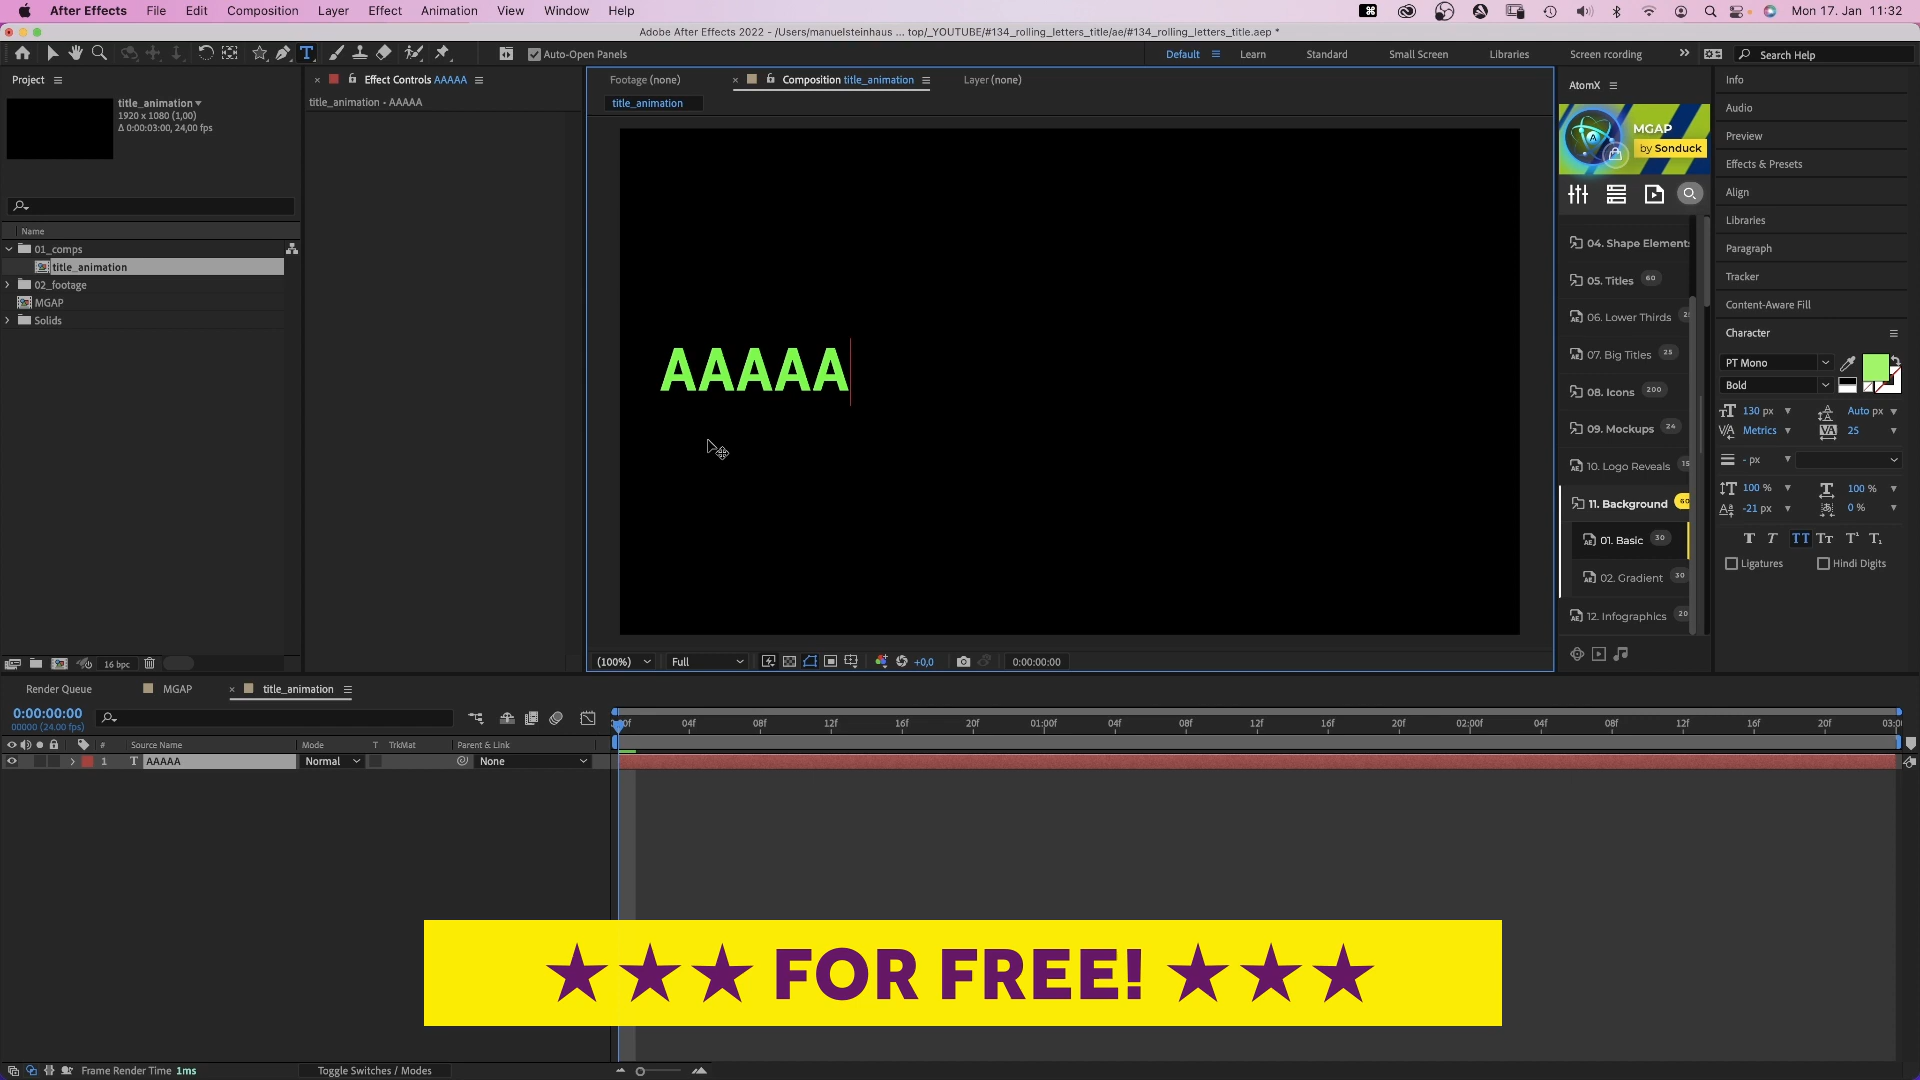 After Effects File Edit Composition Layer Effect Animation View Window Help Mon 17. Jan 11:32
Adobe After Effects 2022 - /Users/manuelsteinhaus ... top/_YOUTUBE/#134_rolling_letters_title/ae/#134_rolling_letters_title.aep *
Auto-Open Panels Default Learn Standard Small Screen Libraries Screen rcording Search Help
Project
title_animation
1920 x 1080 (1,00)
Δ 0:00:03:00, 24,00 fps
Name
01_comps
title_animation
02_footage
MGAP
Solids
16 bpc
Effect Controls AAAAA
title_animation - AAAAA
Footage (none) Composition title_animation Layer (none)
title_animation
AAAAA
(100%) Full +0,0 0:00:00:00
AtomX
MGAP
by Sonduck
04. Shape Elements
05. Titles 60
06. Lower Thirds
07. Big Titles 25
08. Icons 200
09. Mockups 24
10. Logo Reveals 15
11. Background 60
01. Basic 30
02. Gradient 30
12. Infographics 20
Info
Audio
Preview
Effects & Presets
Align
Libraries
Paragraph
Tracker
Content-Aware Fill
Character
PT Mono
Bold
130 px Auto px
Metrics 25
- px
100 % 100 %
-21 px 0 %
Ligatures Hindi Digits
Render Queue MGAP title_animation
0:00:00:00
00000 (24.00 fps)
04f 08f 12f 16f 20f 01:00f 04f 08f 12f 16f 20f 02:00f 04f 08f 12f 16f 20f
# Source Name Mode T TrkMat Parent & Link
1 T AAAAA Normal None
★★★ FOR FREE! ★★★
Frame Render Time 1ms Toggle Switches / Modes